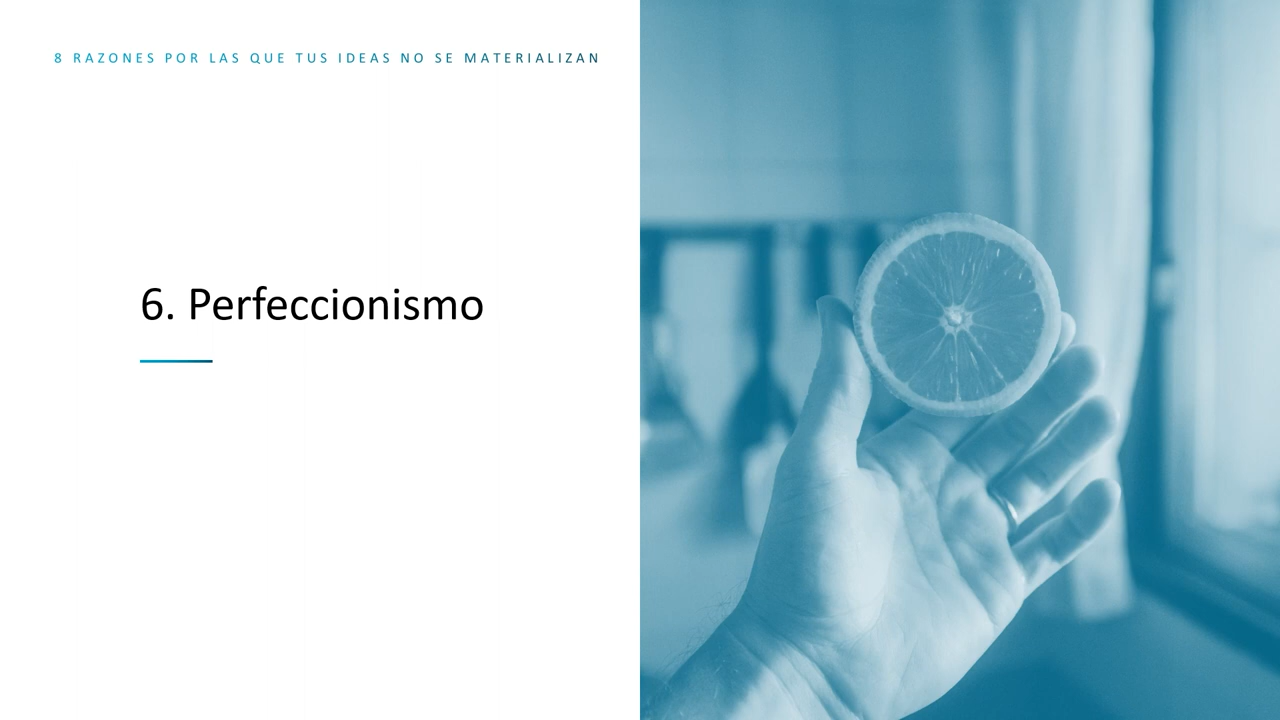 8 RAZONES POR LAS QUE TUS IDEAS NO SE MATERIALIZAN
6. Perfeccionismo